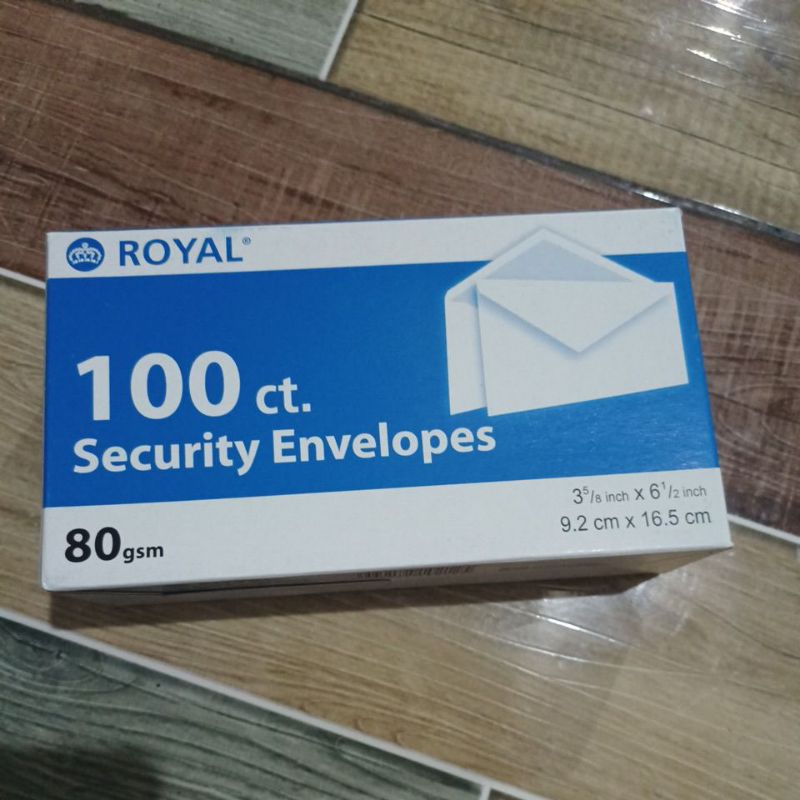 ROYAL®
100 ct.
Security Envelopes
80gsm
3⁵/₈ inch x 6¹/₂ inch
9.2 cm x 16.5 cm